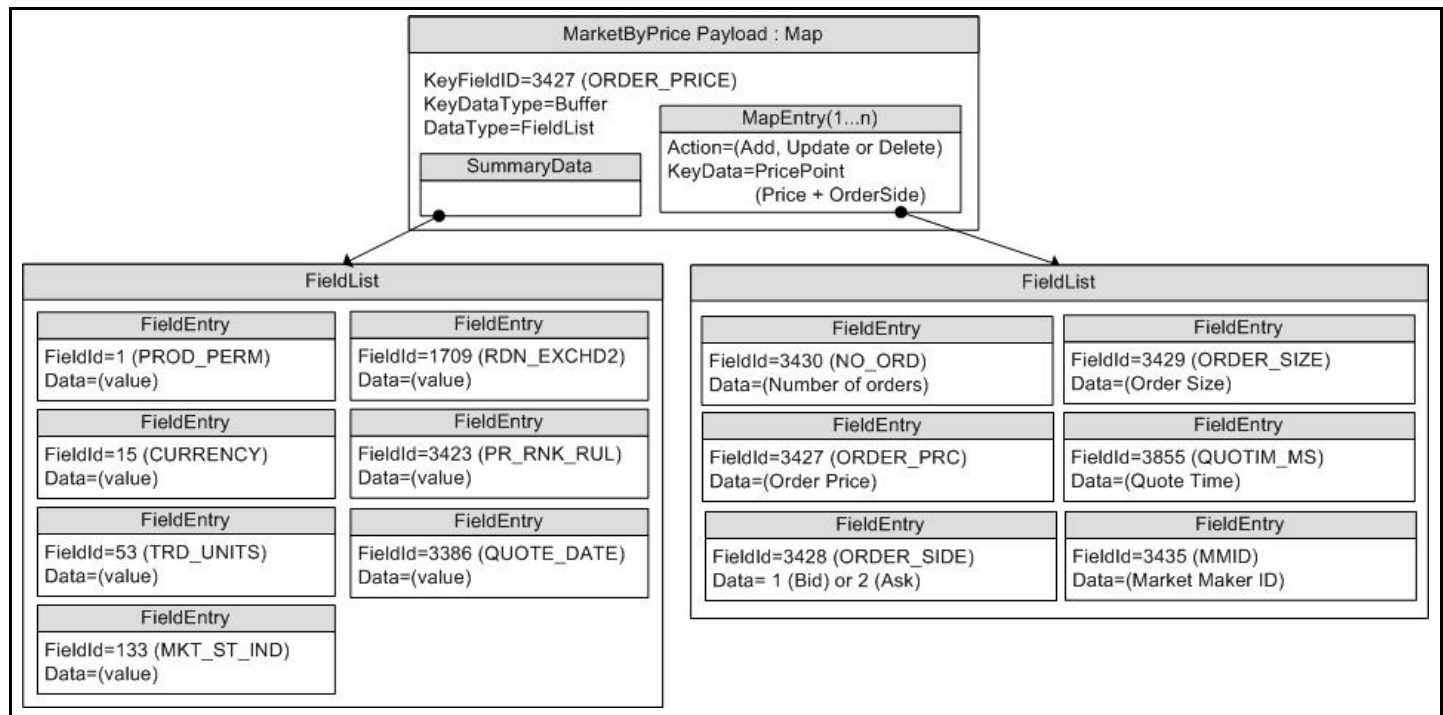 MarketByPrice Payload : Map
KeyFieldID=3427 (ORDER_PRICE)
KeyDataType=Buffer
DataType=FieldList
SummaryData
MapEntry(1...n)
Action=(Add, Update or Delete)
KeyData=PricePoint
(Price + OrderSide)
FieldList
FieldEntry
FieldId=1 (PROD_PERM)
Data=(value)
FieldEntry
FieldId=1709 (RDN_EXCHD2)
Data=(value)
FieldEntry
FieldId=15 (CURRENCY)
Data=(value)
FieldEntry
FieldId=3423 (PR_RNK_RUL)
Data=(value)
FieldEntry
FieldId=53 (TRD_UNITS)
Data=(value)
FieldEntry
FieldId=3386 (QUOTE_DATE)
Data=(value)
FieldEntry
FieldId=133 (MKT_ST_IND)
Data=(value)
FieldList
FieldEntry
FieldId=3430 (NO_ORD)
Data=(Number of orders)
FieldEntry
FieldId=3429 (ORDER_SIZE)
Data=(Order Size)
FieldEntry
FieldId=3427 (ORDER_PRC)
Data=(Order Price)
FieldEntry
FieldId=3855 (QUOTIM_MS)
Data=(Quote Time)
FieldEntry
FieldId=3428 (ORDER_SIDE)
Data= 1 (Bid) or 2 (Ask)
FieldEntry
FieldId=3435 (MMID)
Data=(Market Maker ID)